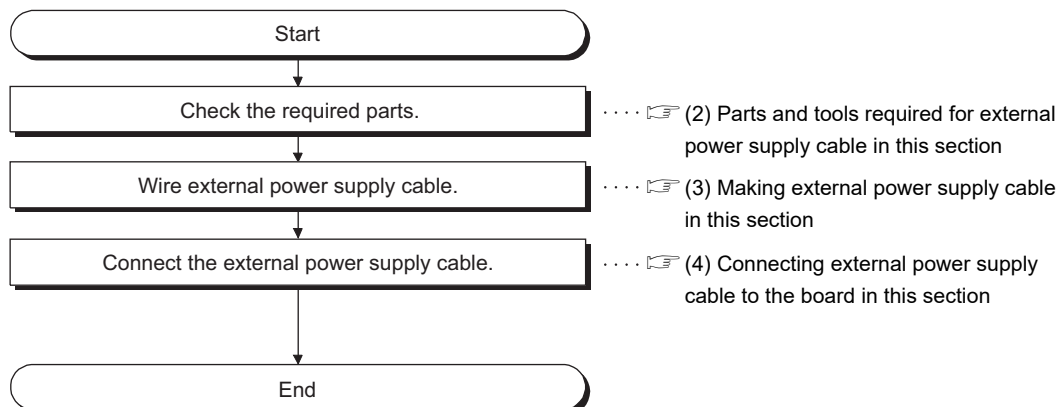 Start
Check the required parts.
(2) Parts and tools required for external
power supply cable in this section
Wire external power supply cable.
(3) Making external power supply cable
in this section
Connect the external power supply cable.
(4) Connecting external power supply
cable to the board in this section
End